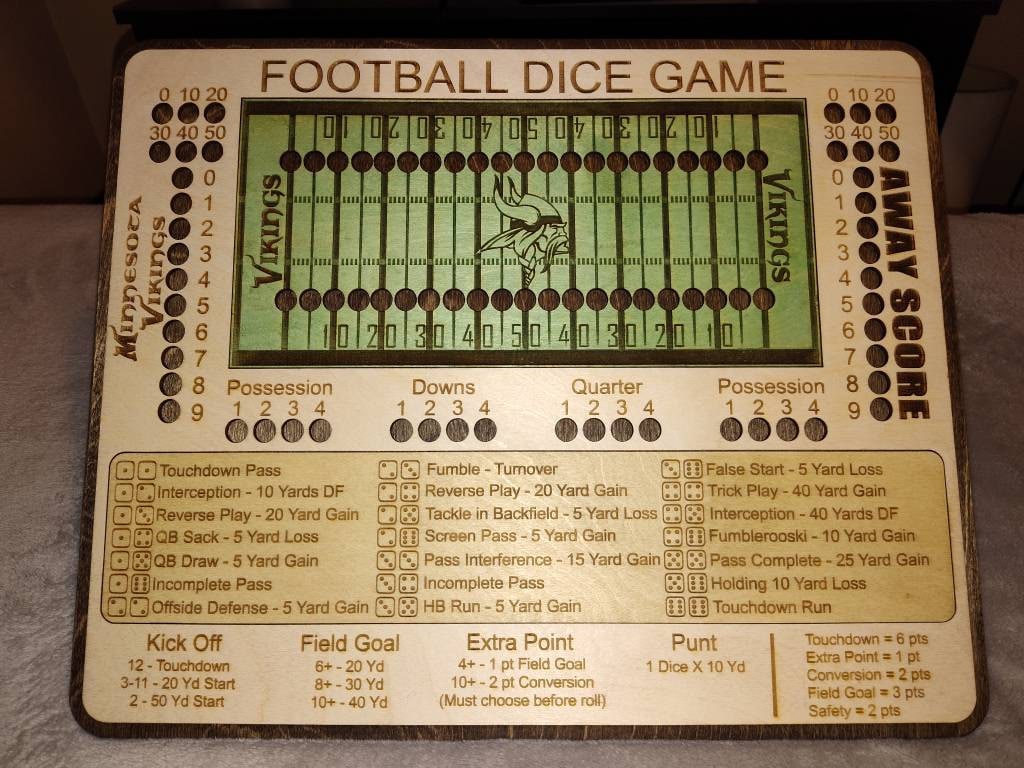 FOOTBALL DICE GAME
0 10 20
30 40 50
0
1
2
3
4
5
6
7
8
9
Minnesota
Vikings
10 20 30 40 50 40 30 20 10
Vikings
Vikings
10 20 30 40 50 40 30 20 10
0 10 20
30 40 50
0
1
2
3
4
5
6
7
8
9
AWAY SCORE
Possession
1 2 3 4
Downs
1 2 3 4
Quarter
1 2 3 4
Possession
1 2 3 4
Touchdown Pass
Interception - 10 Yards DF
Reverse Play - 20 Yard Gain
QB Sack - 5 Yard Loss
QB Draw - 5 Yard Gain
Incomplete Pass
Offside Defense - 5 Yard Gain
Fumble - Turnover
Reverse Play - 20 Yard Gain
Tackle in Backfield - 5 Yard Loss
Screen Pass - 5 Yard Gain
Pass Interference - 15 Yard Gain
Incomplete Pass
HB Run - 5 Yard Gain
False Start - 5 Yard Loss
Trick Play - 40 Yard Gain
Interception - 40 Yards DF
Fumblerooski - 10 Yard Gain
Pass Complete - 25 Yard Gain
Holding 10 Yard Loss
Touchdown Run
Kick Off
12 - Touchdown
3-11 - 20 Yd Start
2 - 50 Yd Start
Field Goal
6+ - 20 Yd
8+ - 30 Yd
10+ - 40 Yd
Extra Point
4+ - 1 pt Field Goal
10+ - 2 pt Conversion
(Must choose before roll)
Punt
1 Dice X 10 Yd
Touchdown = 6 pts
Extra Point = 1 pt
Conversion = 2 pts
Field Goal = 3 pts
Safety = 2 pts